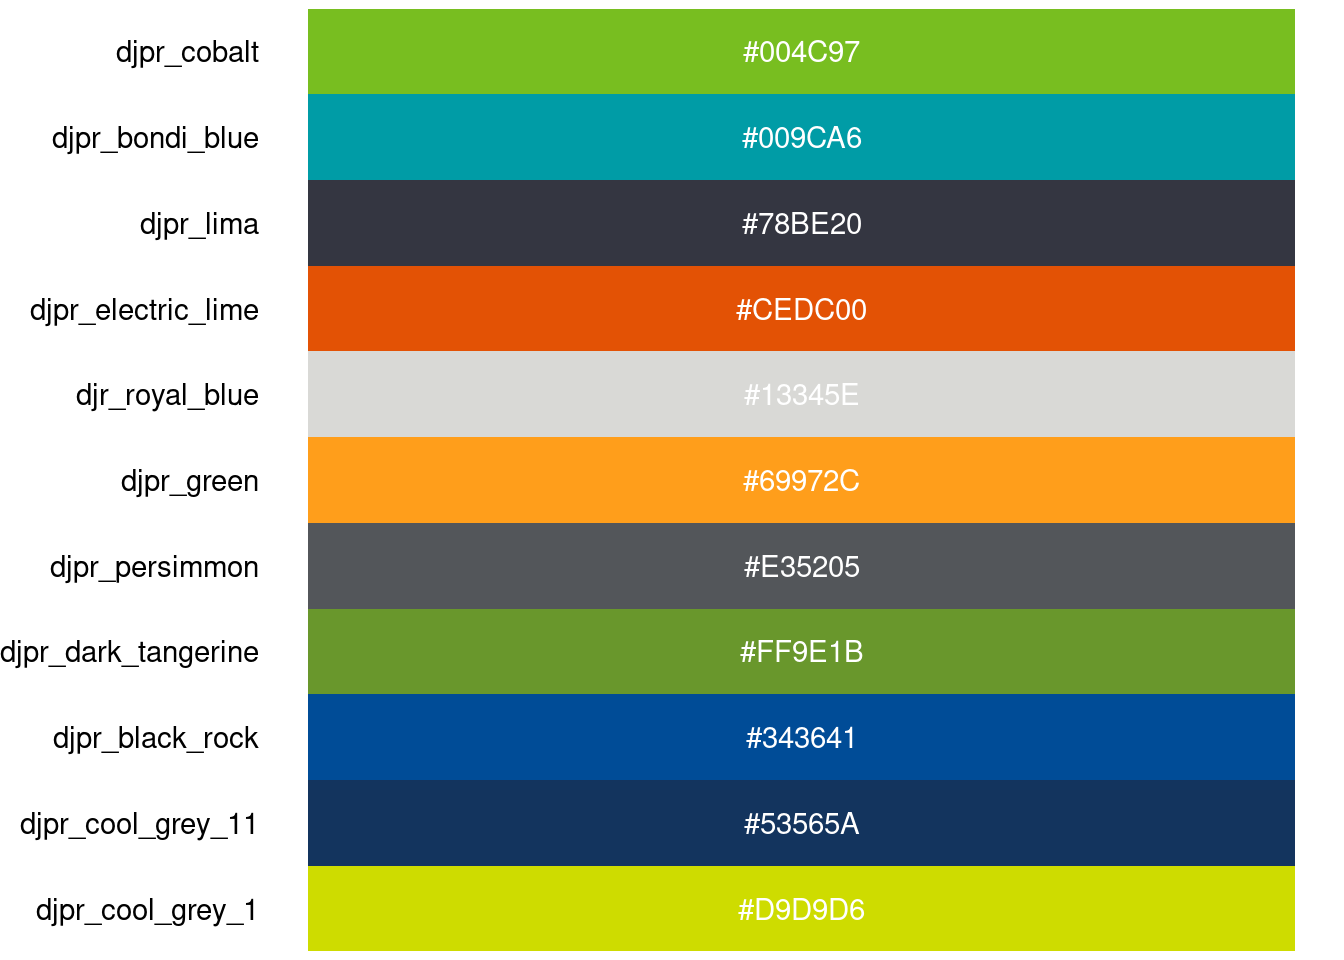 djpr_cobalt #004C97
djpr_bondi_blue #009CA6
djpr_lima #78BE20
djpr_electric_lime #CEDC00
djr_royal_blue #13345E
djpr_green #69972C
djpr_persimmon #E35205
djpr_dark_tangerine #FF9E1B
djpr_black_rock #343641
djpr_cool_grey_11 #53565A
djpr_cool_grey_1 #D9D9D6